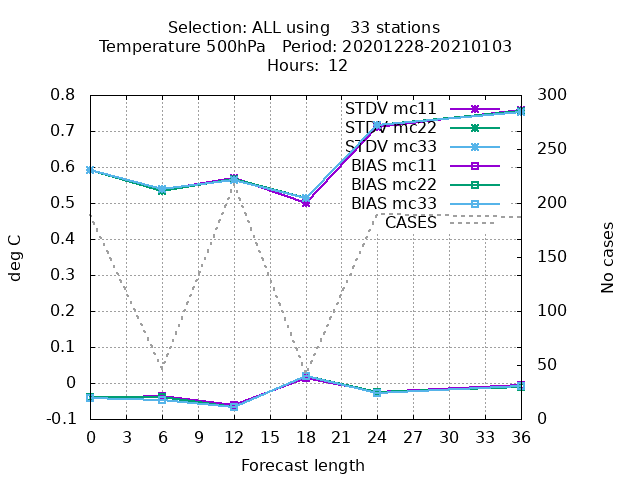 Selection: ALL using 33 stations
Temperature 500hPa Period: 20201228-20210103
Hours: 12
0.8
0.7
0.6
0.5
0.4
0.3
0.2
0.1
0
-0.1
deg C
STDV mc11
STDV mc22
STDV mc33
BIAS mc11
BIAS mc22
BIAS mc33
CASES
300
250
200
150
100
50
0
No cases
0 3 6 9 12 15 18 21 24 27 30 33 36
Forecast length